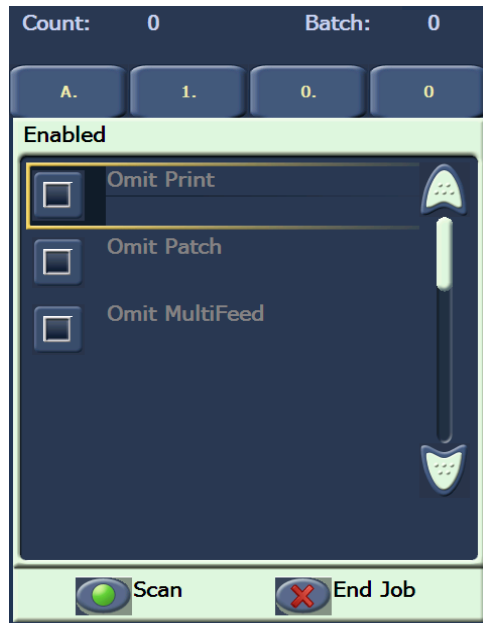 Count: 0 Batch: 0
A. 1. 0. 0
Enabled
Omit Print
Omit Patch
Omit MultiFeed
Scan End Job